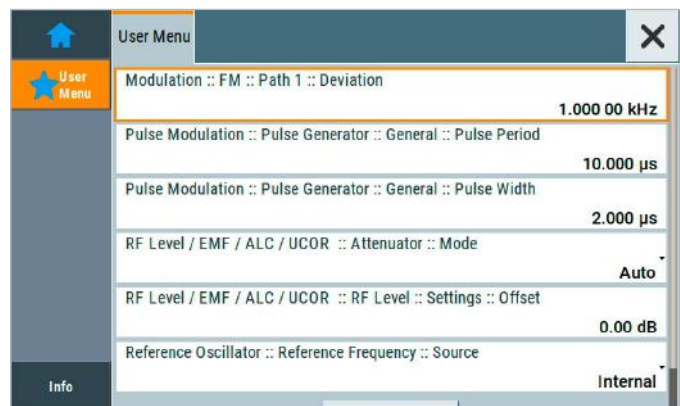 User Menu
User
Menu
Modulation :: FM :: Path 1 :: Deviation
1.000 00 kHz
Pulse Modulation :: Pulse Generator :: General :: Pulse Period
10.000 µs
Pulse Modulation :: Pulse Generator :: General :: Pulse Width
2.000 µs
RF Level / EMF / ALC / UCOR :: Attenuator :: Mode
Auto
RF Level / EMF / ALC / UCOR :: RF Level :: Settings :: Offset
0.00 dB
Reference Oscillator :: Reference Frequency :: Source
Internal
Info